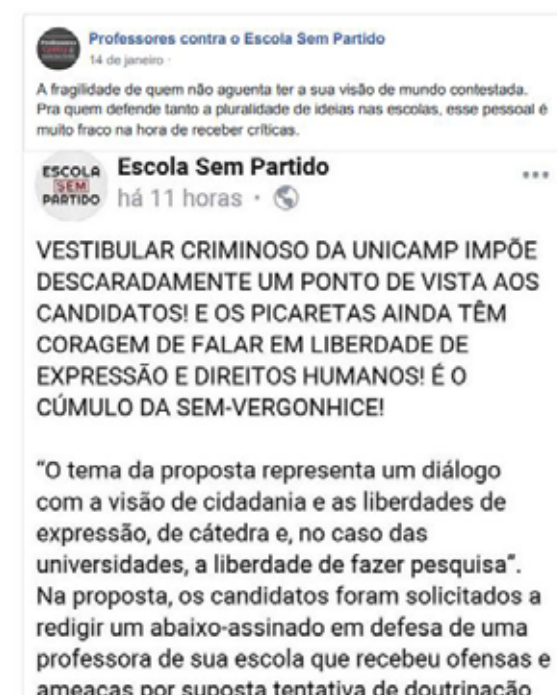 Professores contra o Escola Sem Partido
14 de janeiro ·
A fragilidade de quem não aguenta ter a sua visão de mundo contestada.
Pra quem defende tanto a pluralidade de ideias nas escolas, esse pessoal é
muito fraco na hora de receber críticas.
ESCOLA
SEM
PARTIDO
Escola Sem Partido
há 11 horas ·
VESTIBULAR CRIMINOSO DA UNICAMP IMPÕE
DESCARADAMENTE UM PONTO DE VISTA AOS
CANDIDATOS! E OS PICARETAS AINDA TÊM
CORAGEM DE FALAR EM LIBERDADE DE
EXPRESSÃO E DIREITOS HUMANOS! É O
CÚMULO DA SEM-VERGONHICE!
“O tema da proposta representa um diálogo
com a visão de cidadania e as liberdades de
expressão, de cátedra e, no caso das
universidades, a liberdade de fazer pesquisa”.
Na proposta, os candidatos foram solicitados a
redigir um abaixo-assinado em defesa de uma
professora de sua escola que recebeu ofensas e
ameaças por suposta tentativa de doutrinação